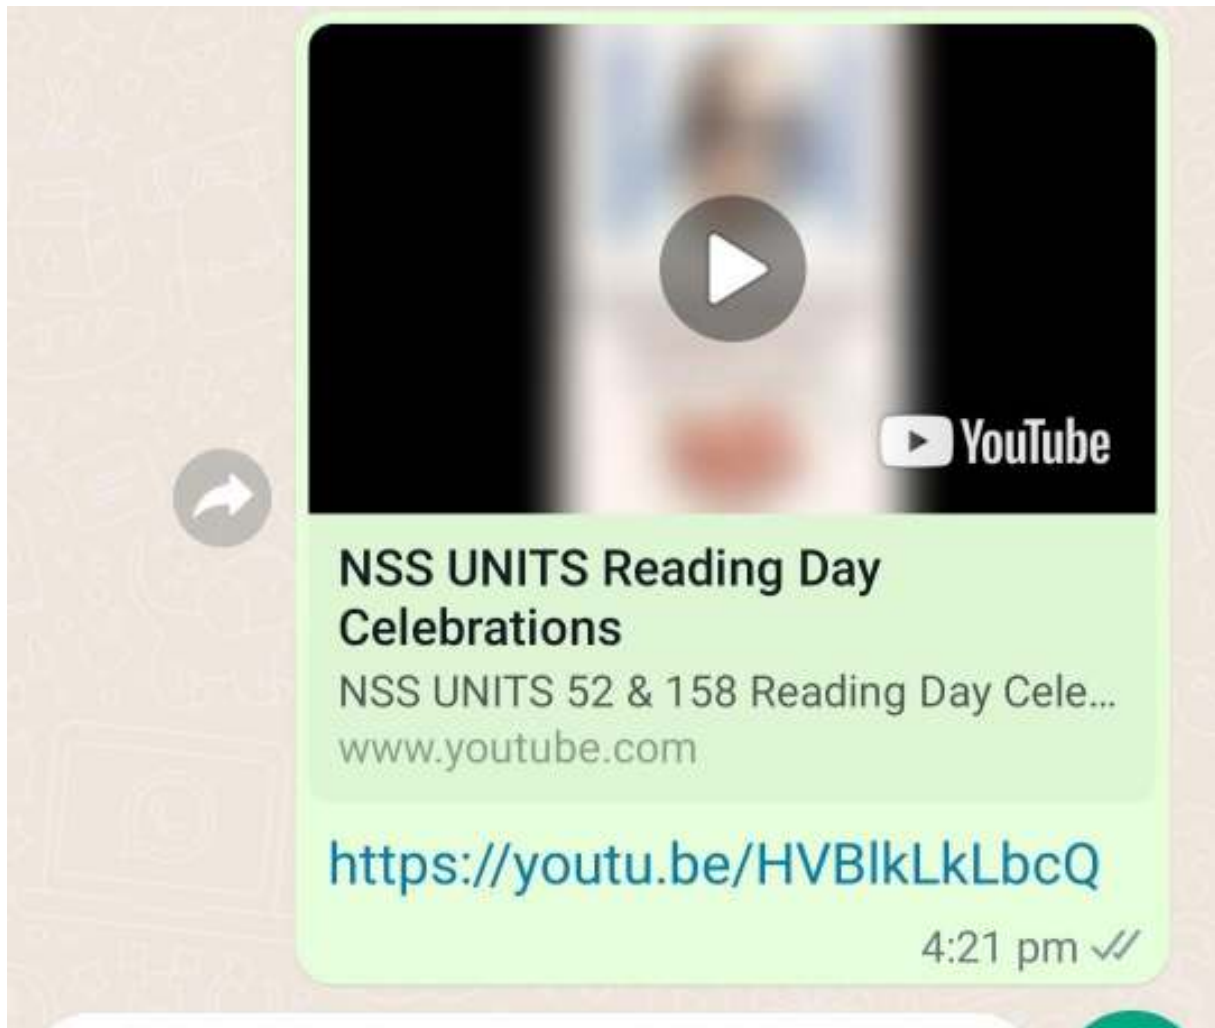 YouTube
NSS UNITS Reading Day
Celebrations
NSS UNITS 52 & 158 Reading Day Cele...
www.youtube.com
https://youtu.be/HVBlkLkLbcQ
4:21 pm